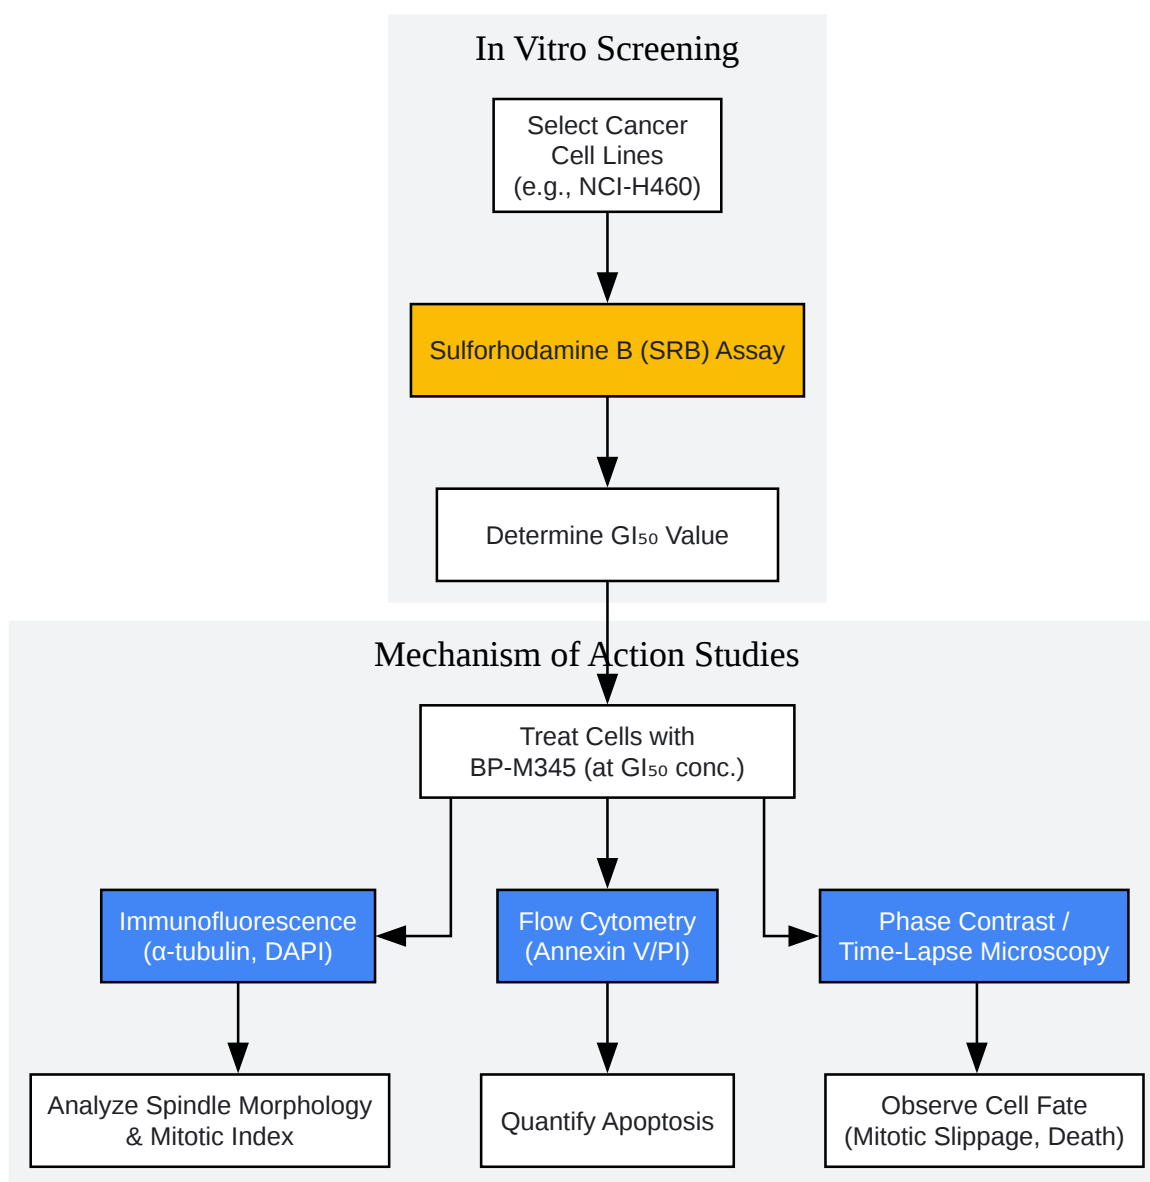 In Vitro Screening
Select Cancer
Cell Lines
(e.g., NCI-H460)
Sulforhodamine B (SRB) Assay
Determine GI₅₀ Value
Mechanism of Action Studies
Treat Cells with
BP-M345 (at GI₅₀ conc.)
Immunofluorescence
(α-tubulin, DAPI)
Flow Cytometry
(Annexin V/PI)
Phase Contrast /
Time-Lapse Microscopy
Analyze Spindle Morphology
& Mitotic Index
Quantify Apoptosis
Observe Cell Fate
(Mitotic Slippage, Death)